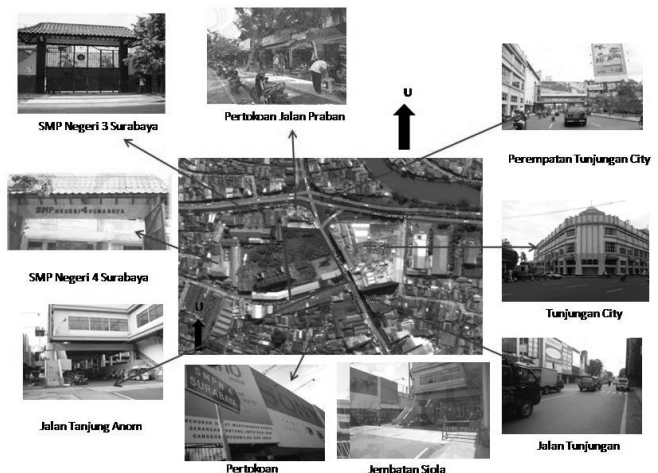 U
SMP Negeri 3 Surabaya
Pertokoan Jalan Praban
Perempatan Tunjungan City
SMP NEGERI 4 SURABAYA
SMP Negeri 4 Surabaya
Tunjungan City
U
Jalan Tanjung Anom
SURABAYA
Pertokoan
Jembatan Siola
Jalan Tunjungan